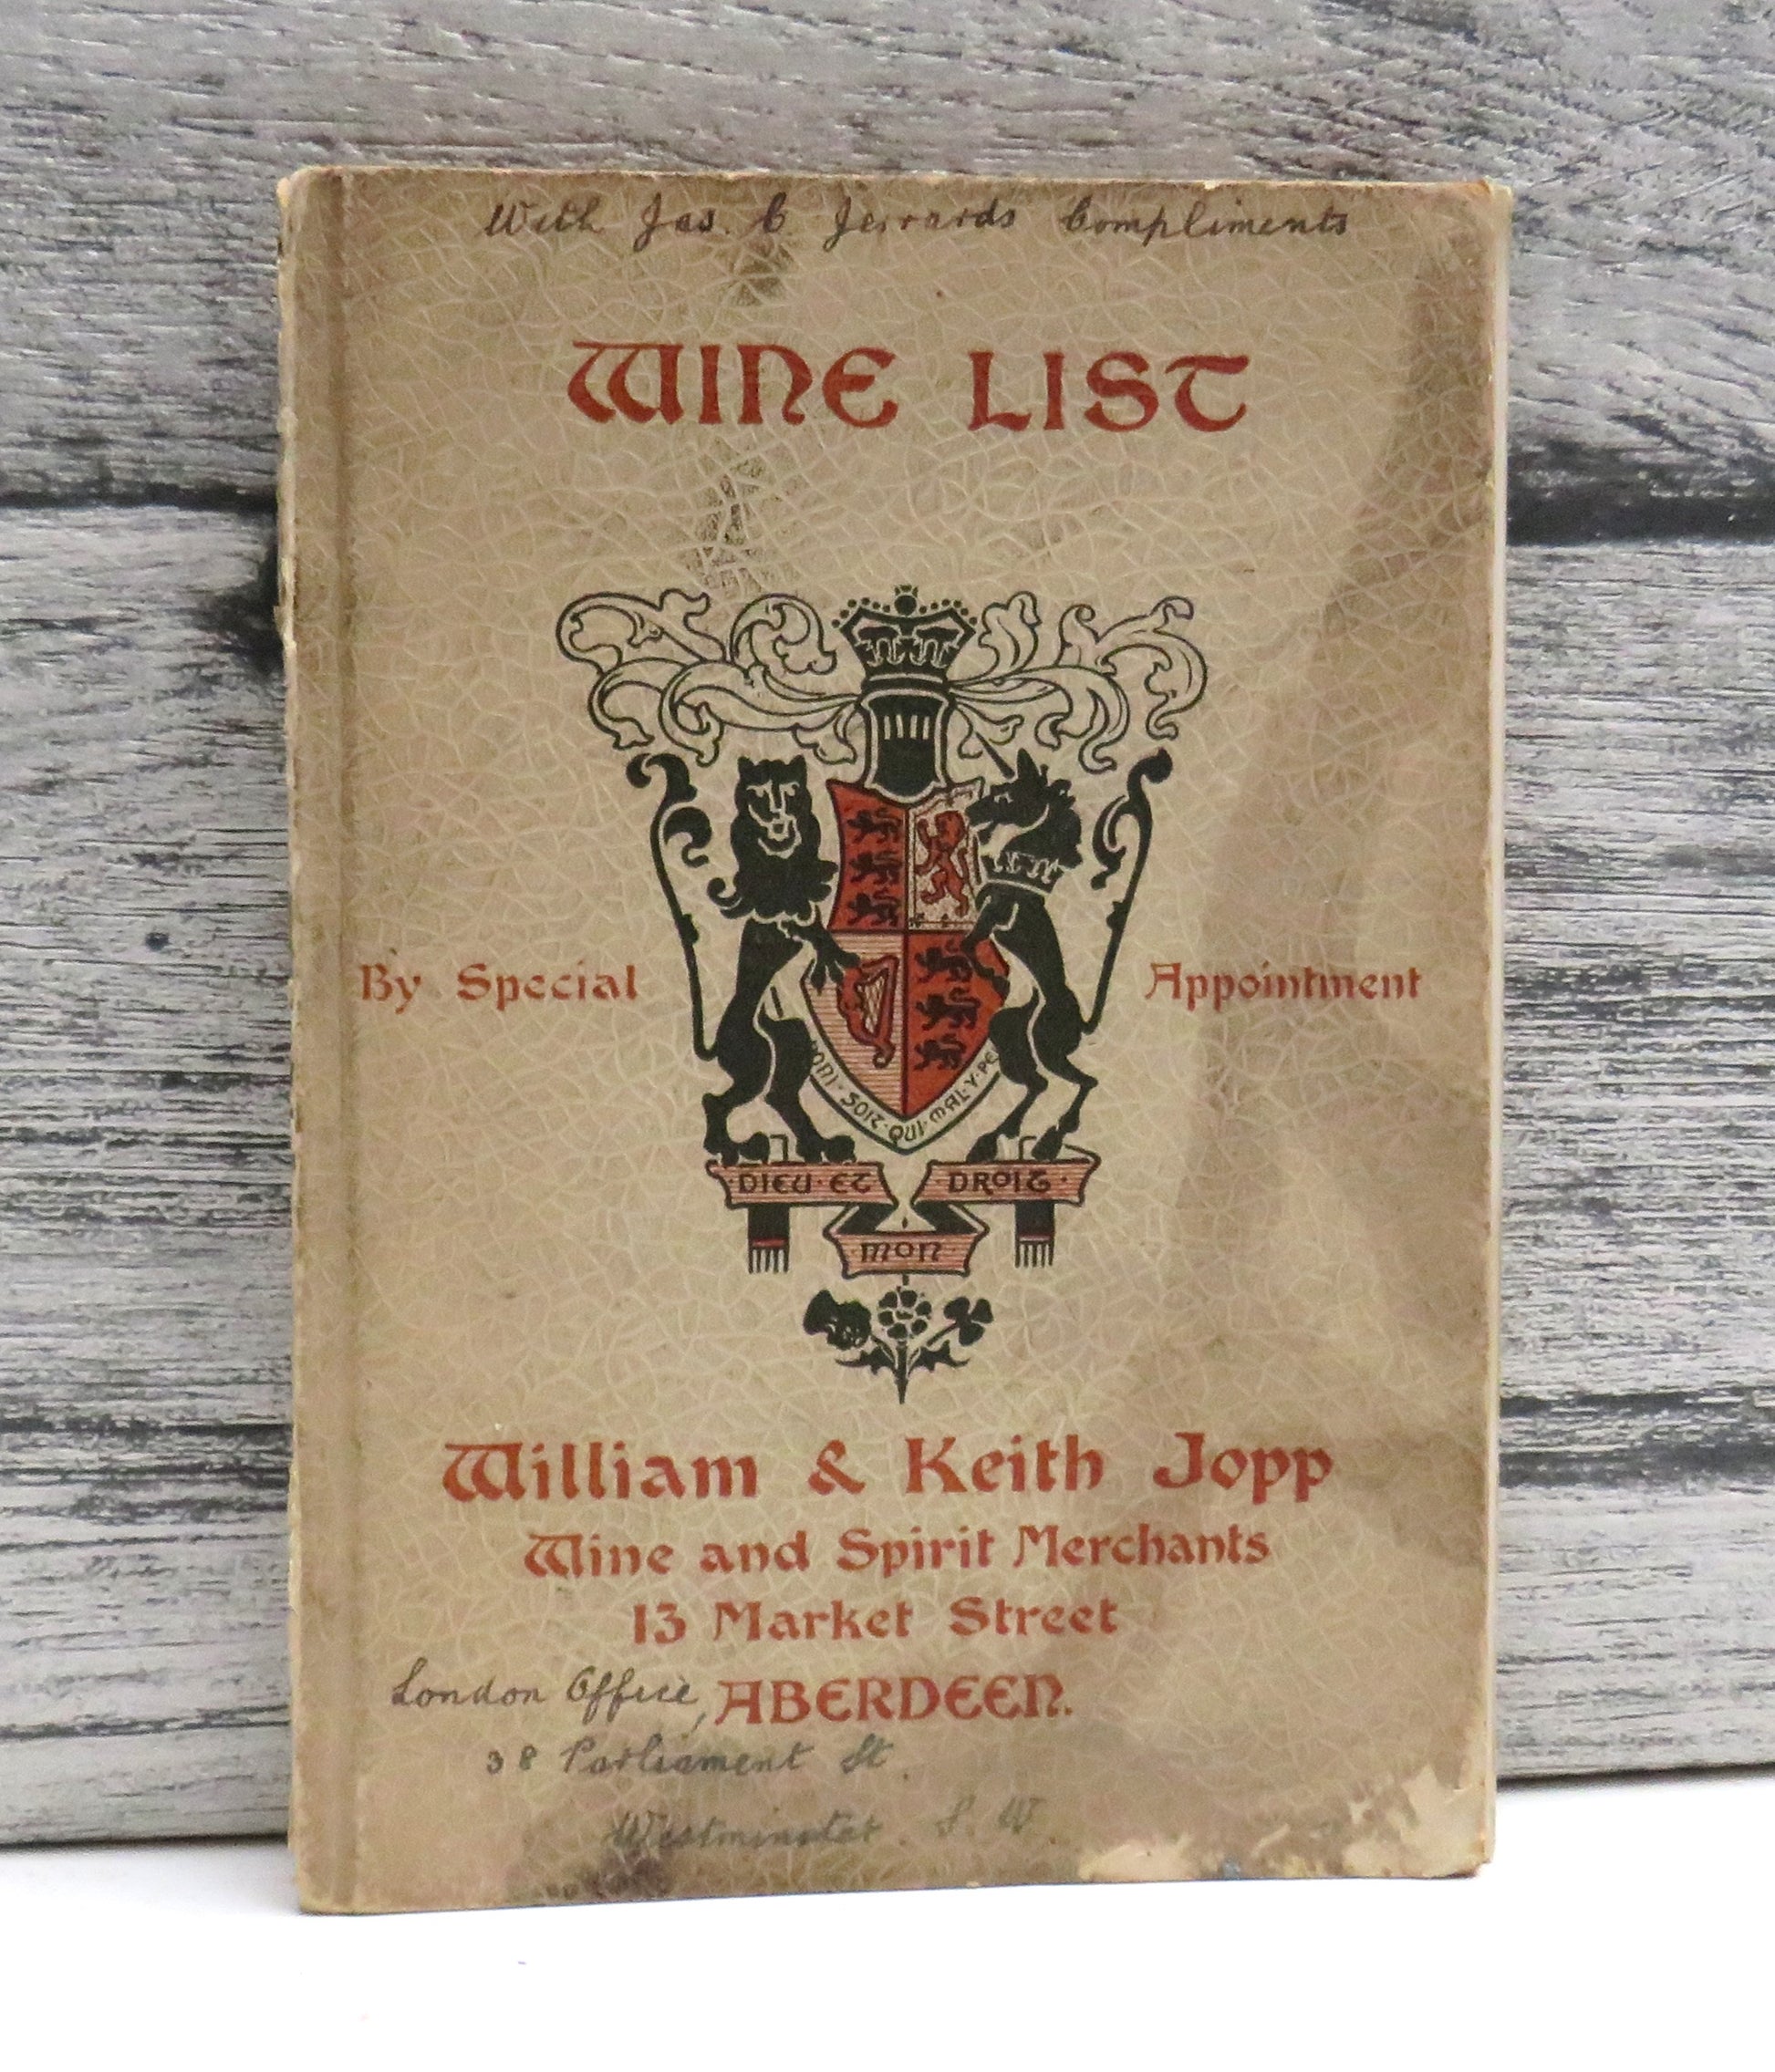 With Jas. C. Jerrards Compliments
WINE LIST
By Special Appointment
HONI · SOIT · QUI · MAL · Y · PE
DIEU · ET · DROIT ·
· MON ·
William & Keith Jopp
Wine and Spirit Merchants
13 Market Street
London Office, ABERDEEN.
38 Parliament St.
Westminster. S. W.